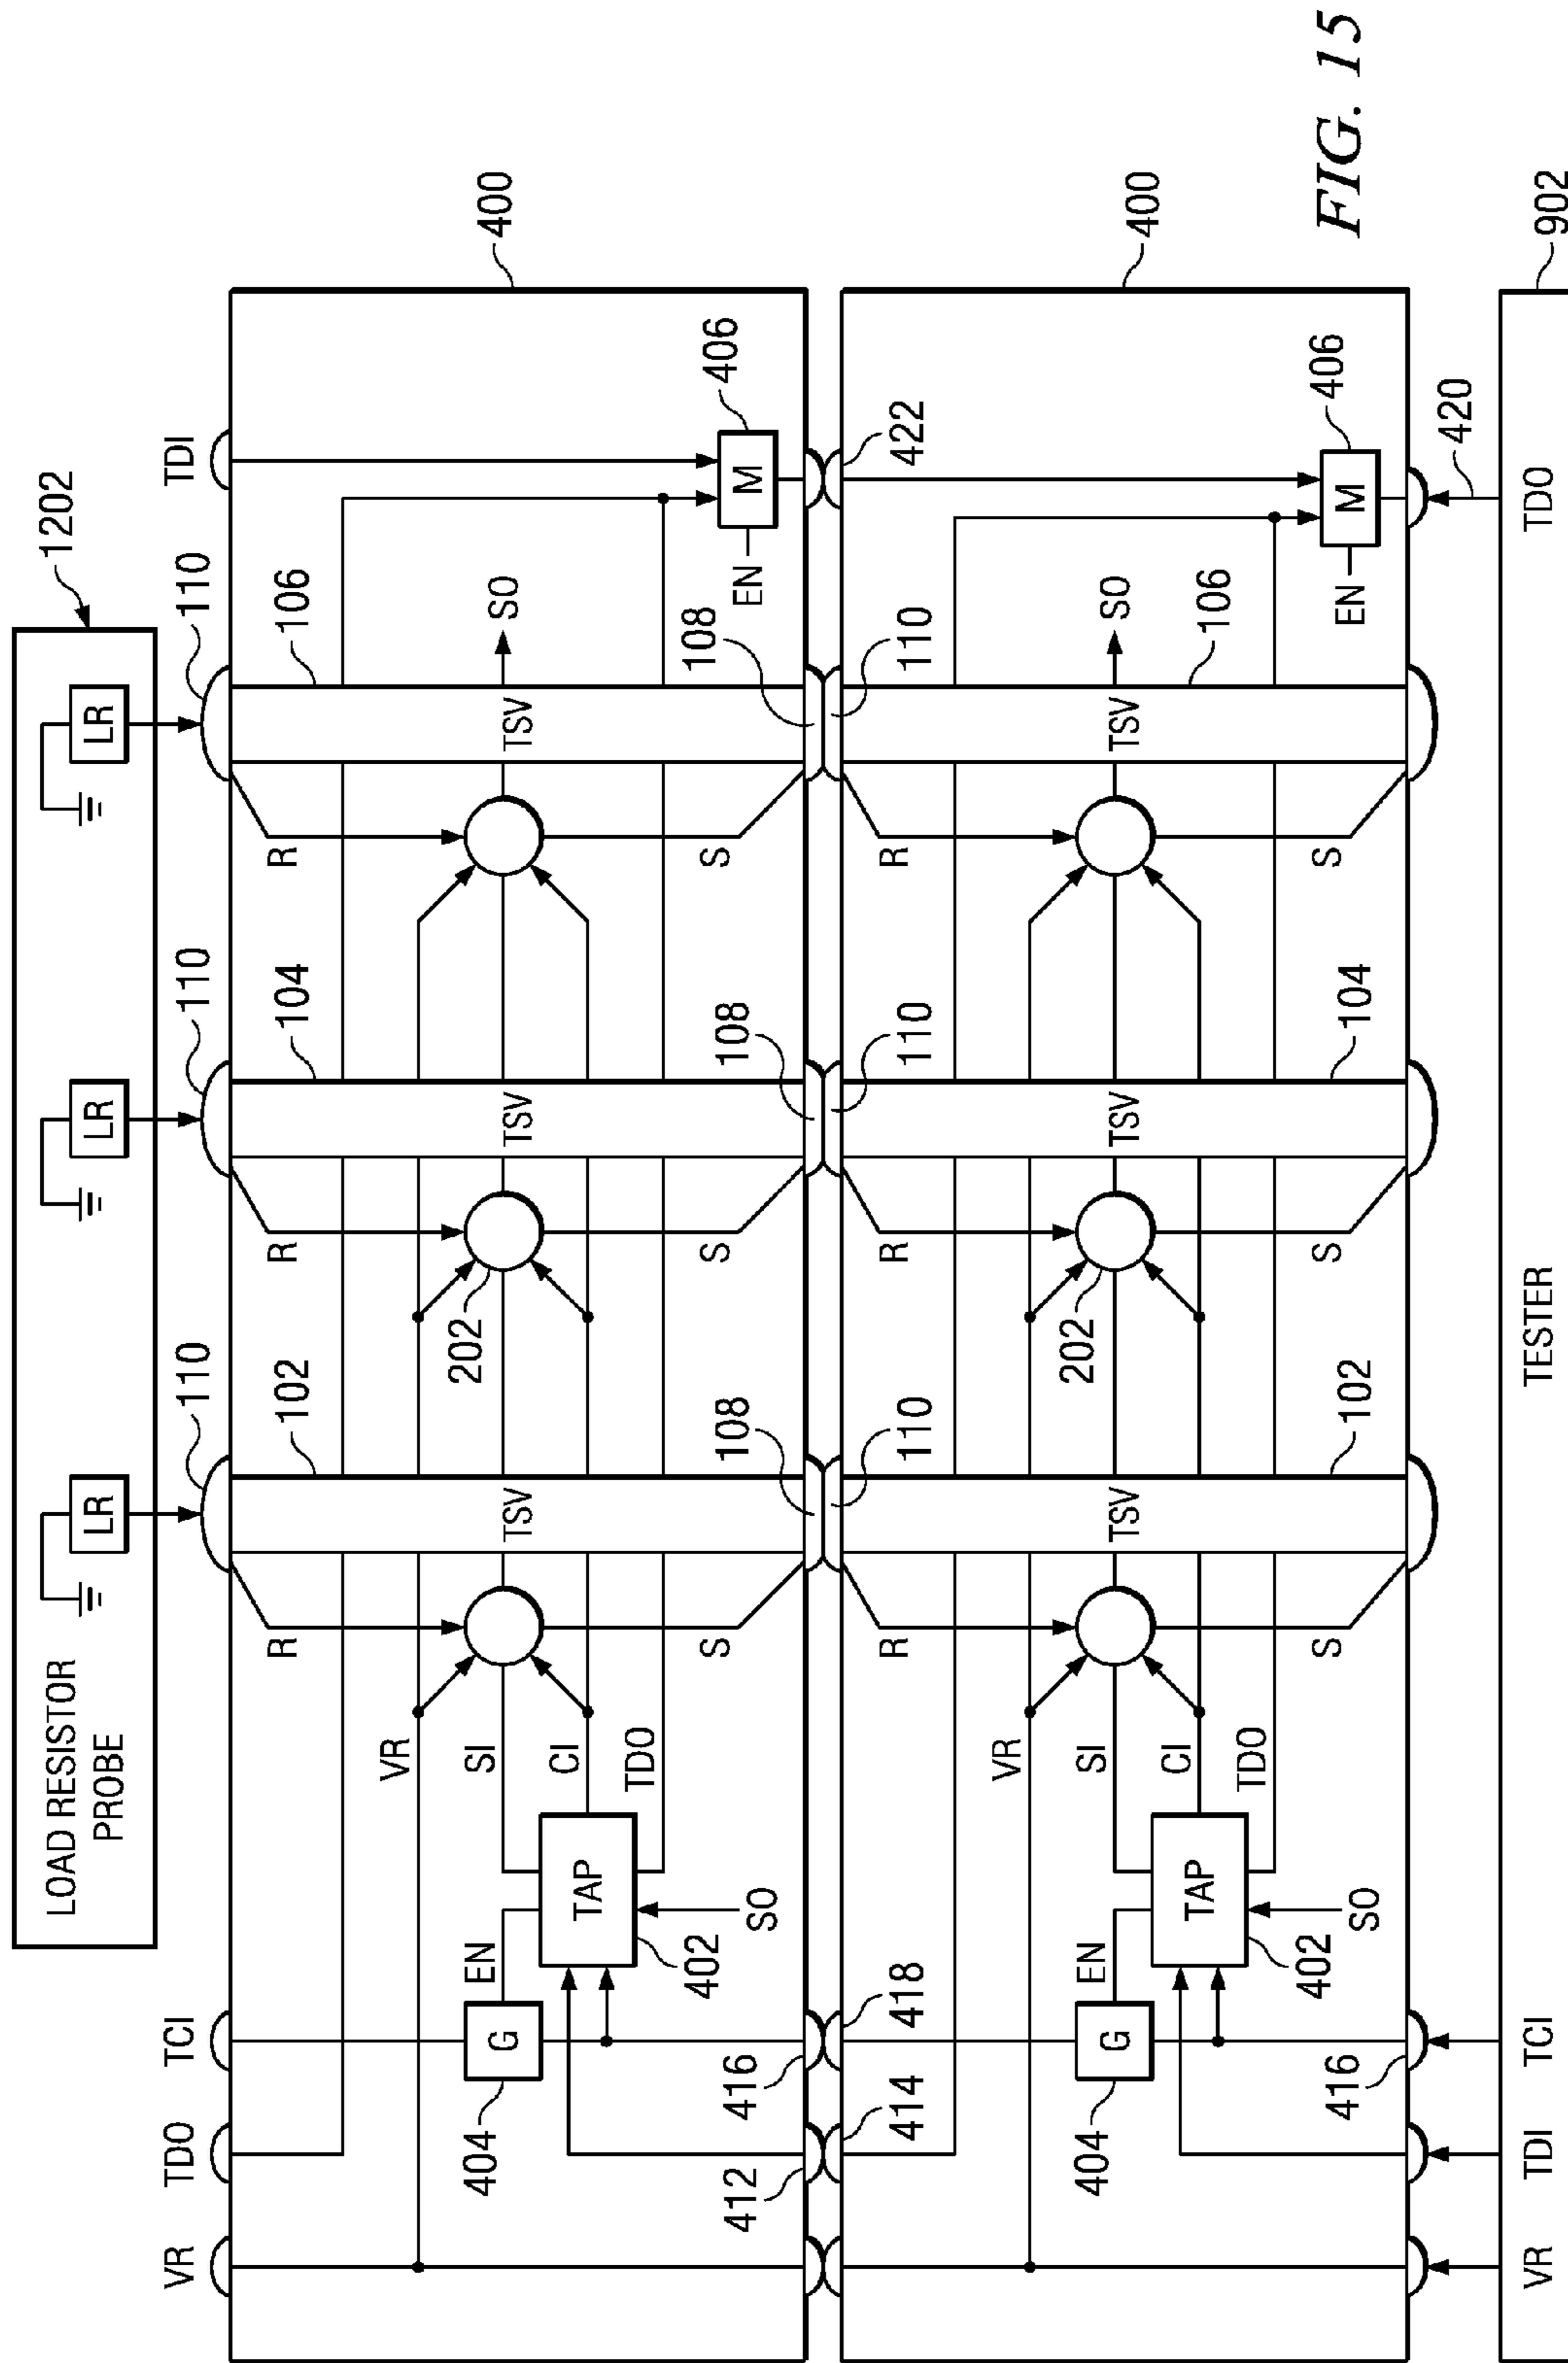 LOAD RESISTOR
PROBE
LR
LR
LR
1202
VR
TDO
TCI
110
110
110
TDI
400
R
102
R
104
R
106
VR
SI
CI
TDO
EN
G
TAP
404
402
SO
TSV
202
TSV
TSV
SO
EN
M
406
S
S
S
412
416
108
108
108
414
418
110
110
110
422
400
R
102
R
104
R
106
VR
SI
CI
TDO
EN
G
TAP
404
402
SO
TSV
202
TSV
TSV
SO
EN
M
406
S
S
S
416
420
VR
TDI
TCI
TESTER
TDO
902
FIG. 15